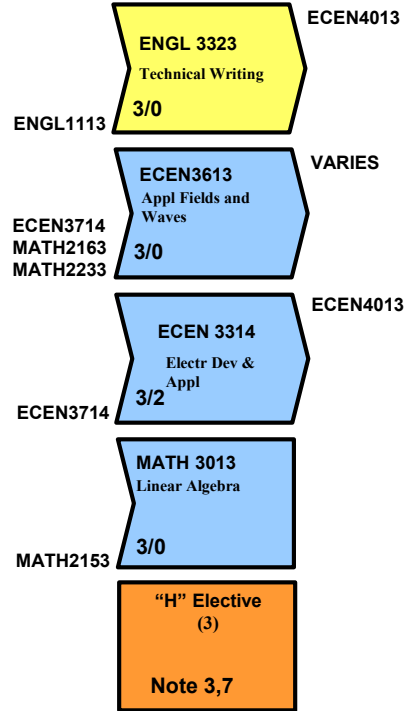 ECEN4013
ENGL 3323
Technical Writing
3/0
ENGL1113
VARIES
ECEN3613
Appl Fields and
Waves
3/0
ECEN3714
MATH2163
MATH2233
ECEN4013
ECEN 3314
Electr Dev &
Appl
3/2
ECEN3714
MATH 3013
Linear Algebra
3/0
MATH2153
“H” Elective
(3)
Note 3,7